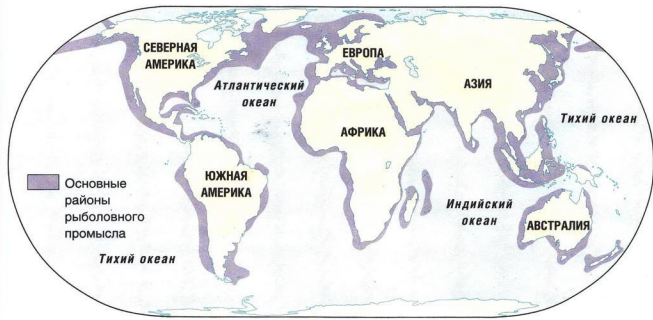 СЕВЕРНАЯ
АМЕРИКА
ЕВРОПА
АЗИЯ
Атлантический
океан
Тихий океан
АФРИКА
ЮЖНАЯ
АМЕРИКА
Основные
районы
рыболовного
промысла
Индийский
океан
АВСТРАЛИЯ
Тихий океан